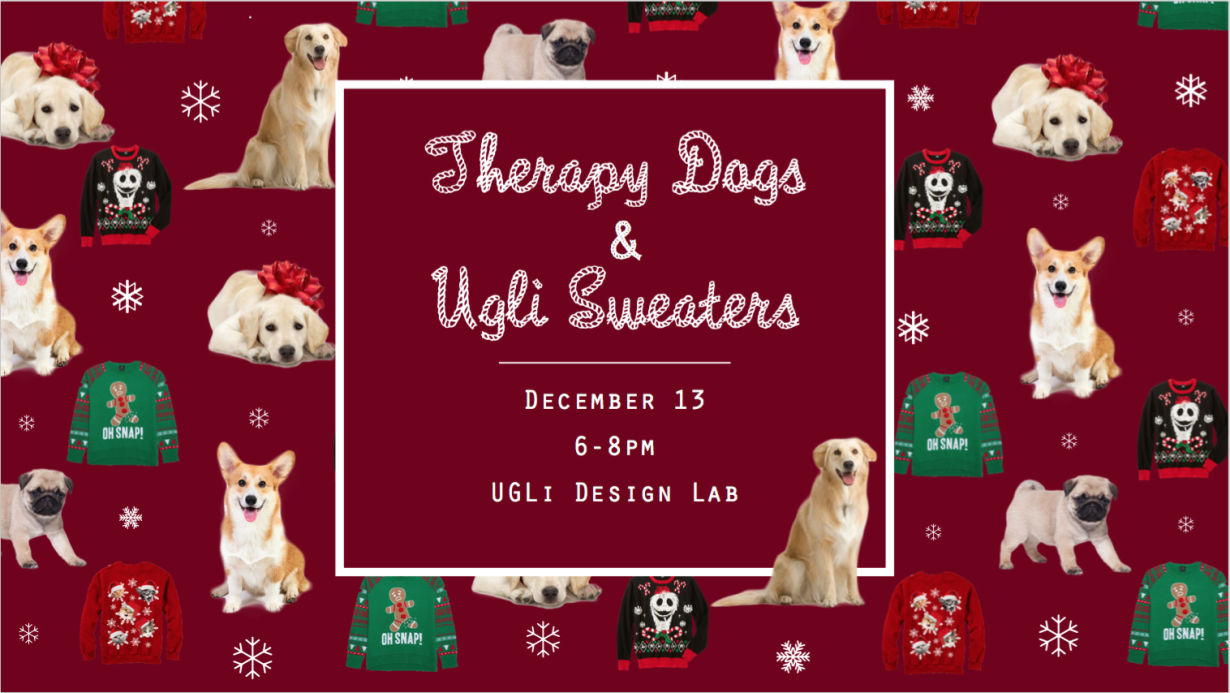 Therapy Dogs
&
Ugli Sweaters
December 13
6-8pm
UGLi Design Lab
OH SNAP!
OH SNAP!
OH SNAP!
OH SNAP!